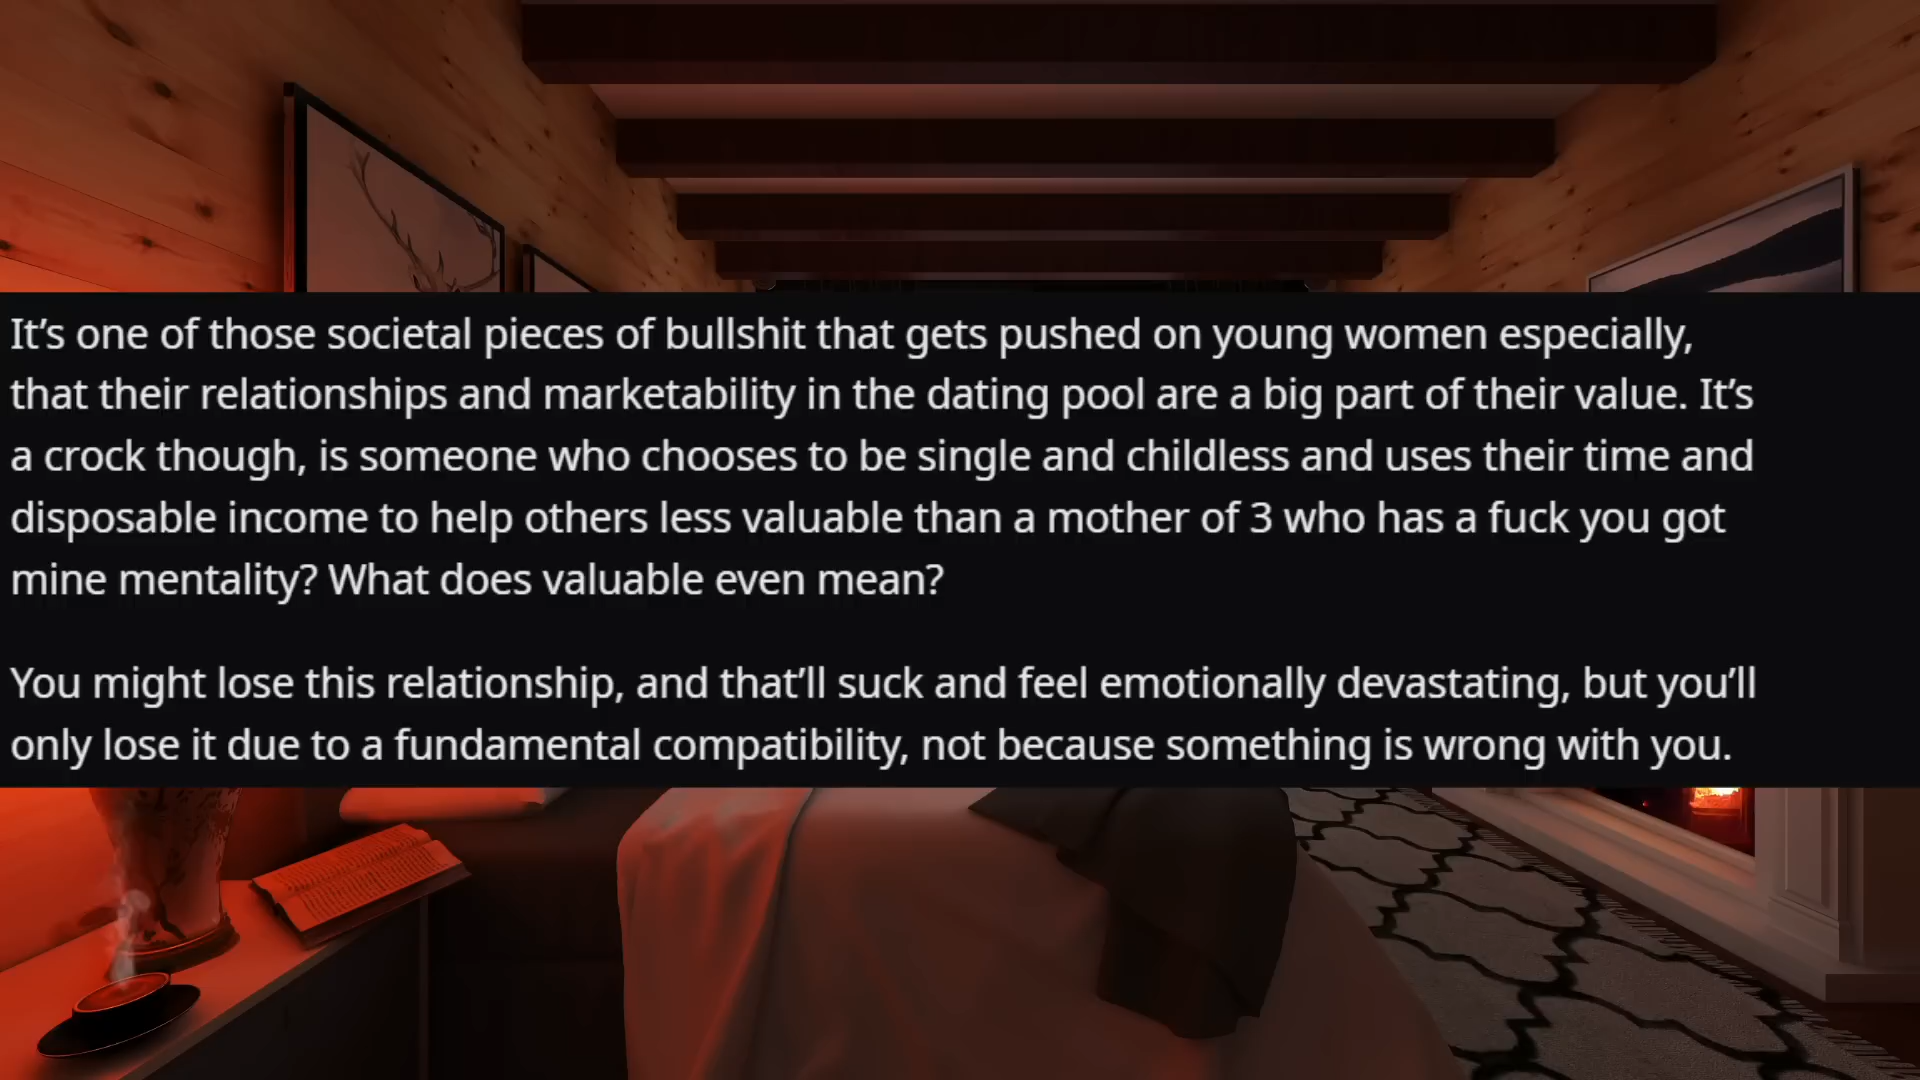 It’s one of those societal pieces of bullshit that gets pushed on young women especially,
that their relationships and marketability in the dating pool are a big part of their value. It’s
a crock though, is someone who chooses to be single and childless and uses their time and
disposable income to help others less valuable than a mother of 3 who has a fuck you got
mine mentality? What does valuable even mean?
You might lose this relationship, and that’ll suck and feel emotionally devastating, but you’ll
only lose it due to a fundamental compatibility, not because something is wrong with you.